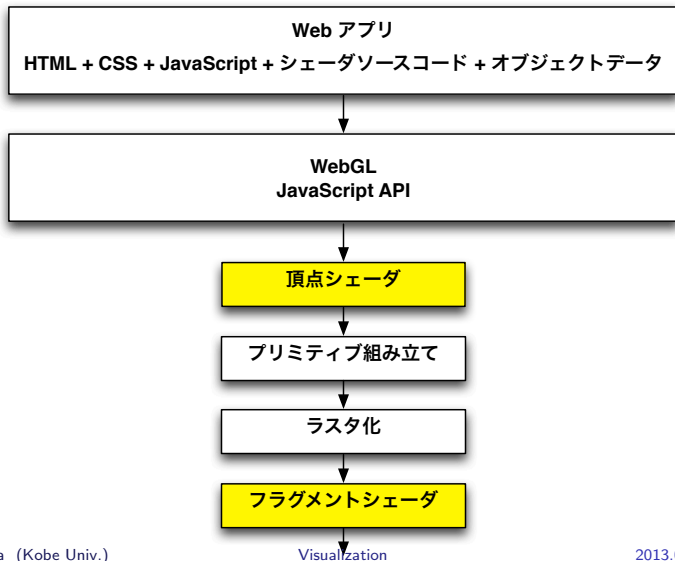 Web アプリ
HTML + CSS + JavaScript + シェーダソースコード + オブジェクトデータ
WebGL
JavaScript API
頂点シェーダ
プリミティブ組み立て
ラスタ化
フラグメントシェーダ
(Kobe Univ.) Visualization 2013.